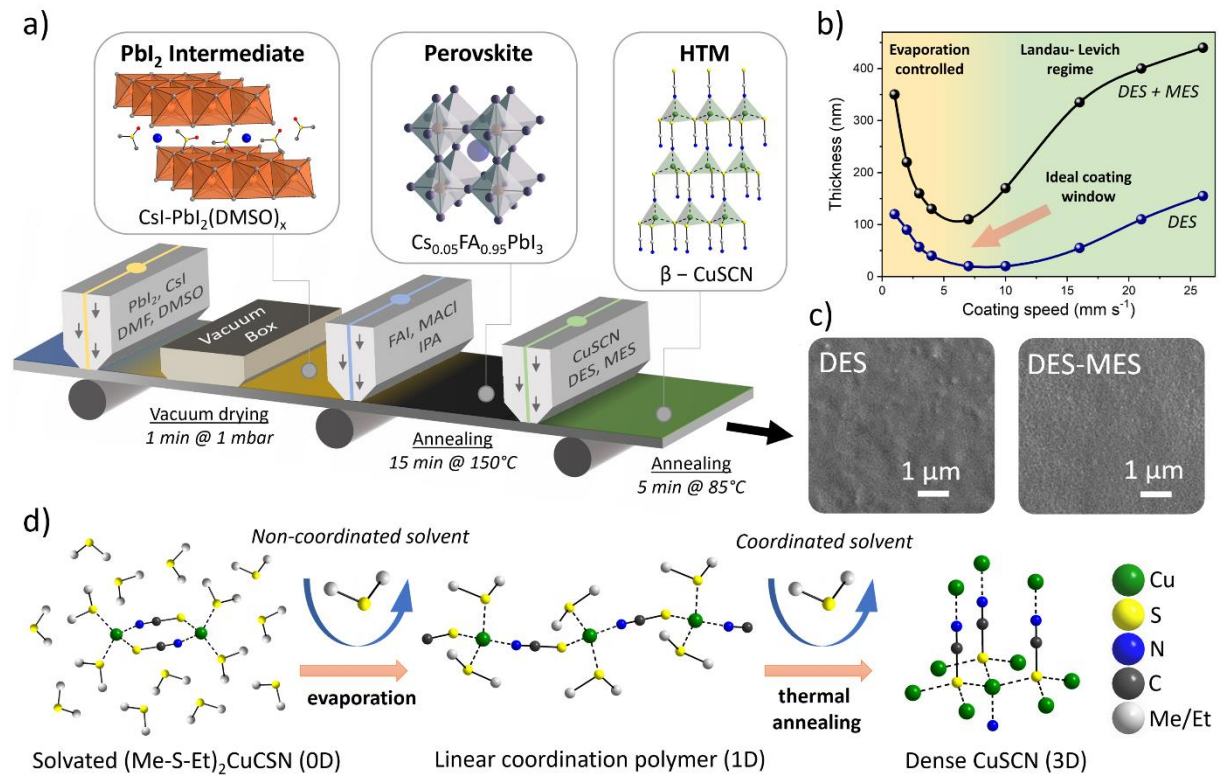 a)
PbI₂ Intermediate
CsI-PbI₂(DMSO)ₓ
Perovskite
Cs₀.₀₅FA₀.₉₅PbI₃
HTM
β – CuSCN
PbI₂, CsI
DMF, DMSO
Vacuum
Box
FAI, MACl
IPA
CuSCN
DES, MES
Vacuum drying
1 min @ 1 mbar
Annealing
15 min @ 150°C
Annealing
5 min @ 85°C
b)
Evaporation
controlled
Landau- Levich
regime
DES + MES
Ideal coating
window
DES
Thickness (nm)
400
300
200
100
0
0 5 10 15 20 25
Coating speed (mm s⁻¹)
c)
DES
1 µm
DES-MES
1 µm
d)
Non-coordinated solvent
evaporation
Coordinated solvent
thermal
annealing
Solvated (Me-S-Et)₂CuCSN (0D)
Linear coordination polymer (1D)
Dense CuSCN (3D)
Cu
S
N
C
Me/Et